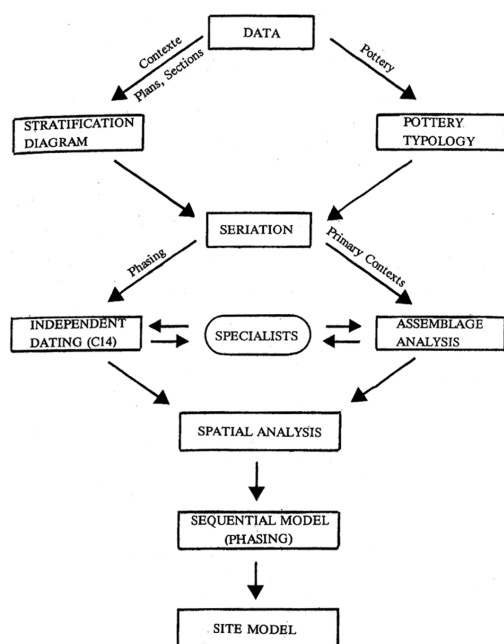 DATA
Contexte
Plans, Sections
Pottery
STRATIFICATION
DIAGRAM
POTTERY
TYPOLOGY
SERIATION
Phasing
Primary Contexts
INDEPENDENT
DATING (C14)
SPECIALISTS
ASSEMBLAGE
ANALYSIS
SPATIAL ANALYSIS
SEQUENTIAL MODEL
(PHASING)
SITE MODEL